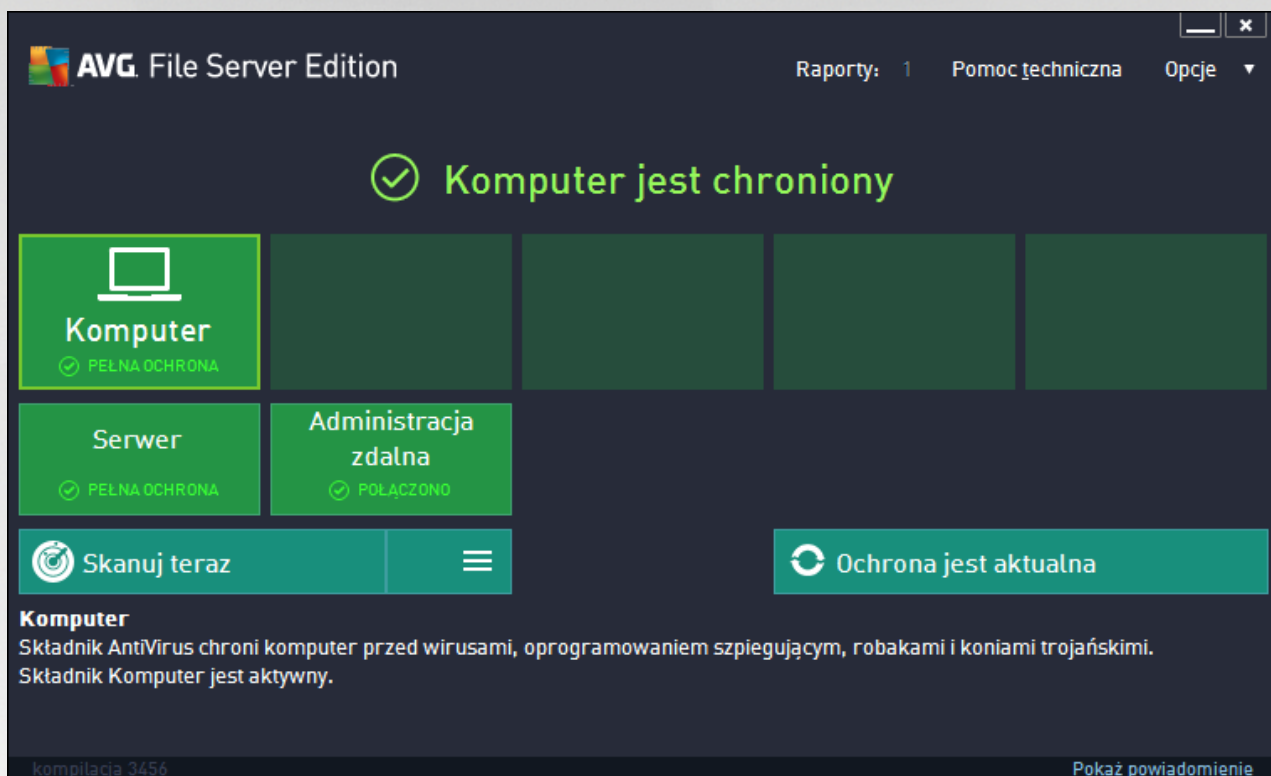 AVG. File Server Edition
Raporty: 1 Pomoc techniczna Opcje
Komputer jest chroniony
Komputer
PEŁNA OCHRONA
Serwer
PEŁNA OCHRONA
Administracja
zdalna
POŁĄCZONO
Skanuj teraz
Ochrona jest aktualna
Komputer
Składnik AntiVirus chroni komputer przed wirusami, oprogramowaniem szpiegującym, robakami i koniami trojańskimi.
Składnik Komputer jest aktywny.
kompilacja 3456
Pokaż powiadomienie